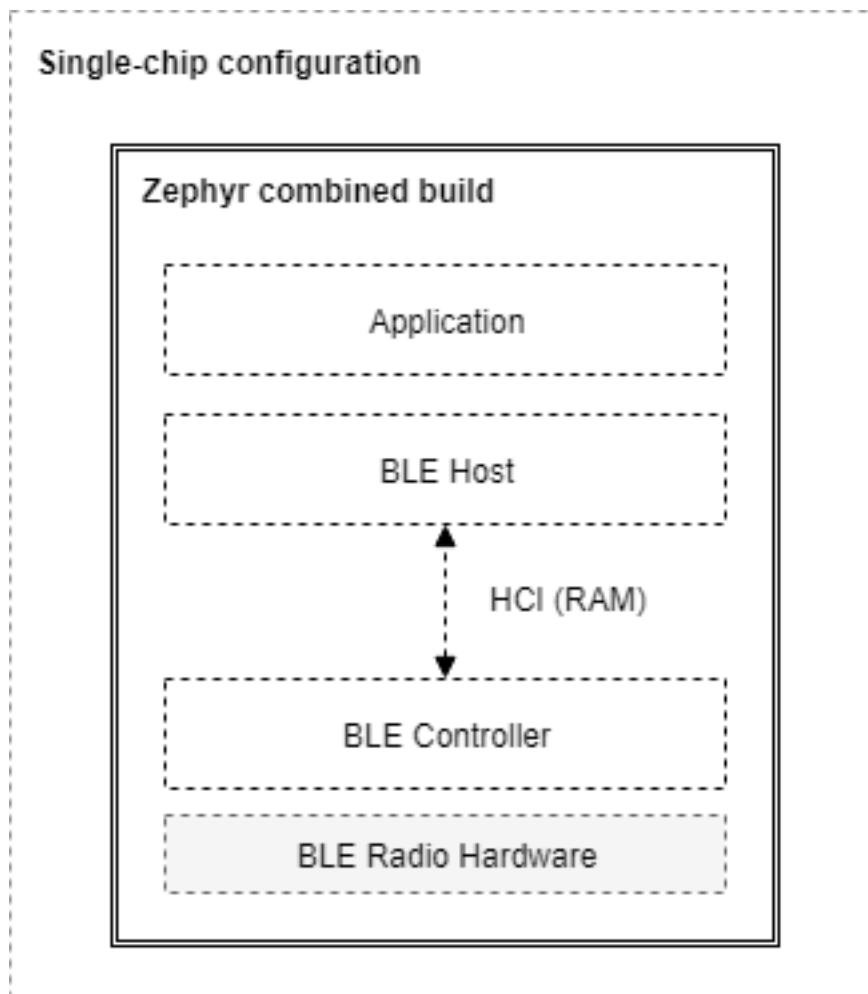 Single-chip configuration
Zephyr combined build
Application
BLE Host
HCI (RAM)
BLE Controller
BLE Radio Hardware